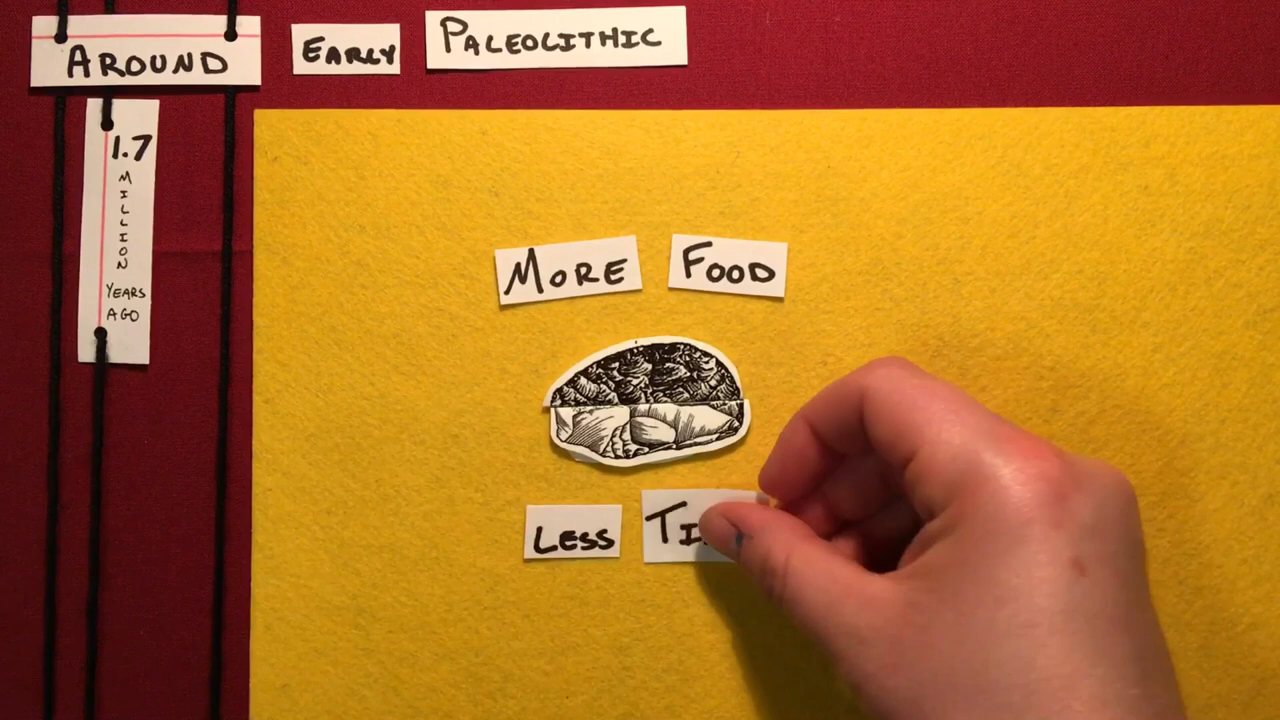 AROUND EARLY PALEOLITHIC
1.7
MILLION
YEARS
AGO
MORE FOOD
LESS